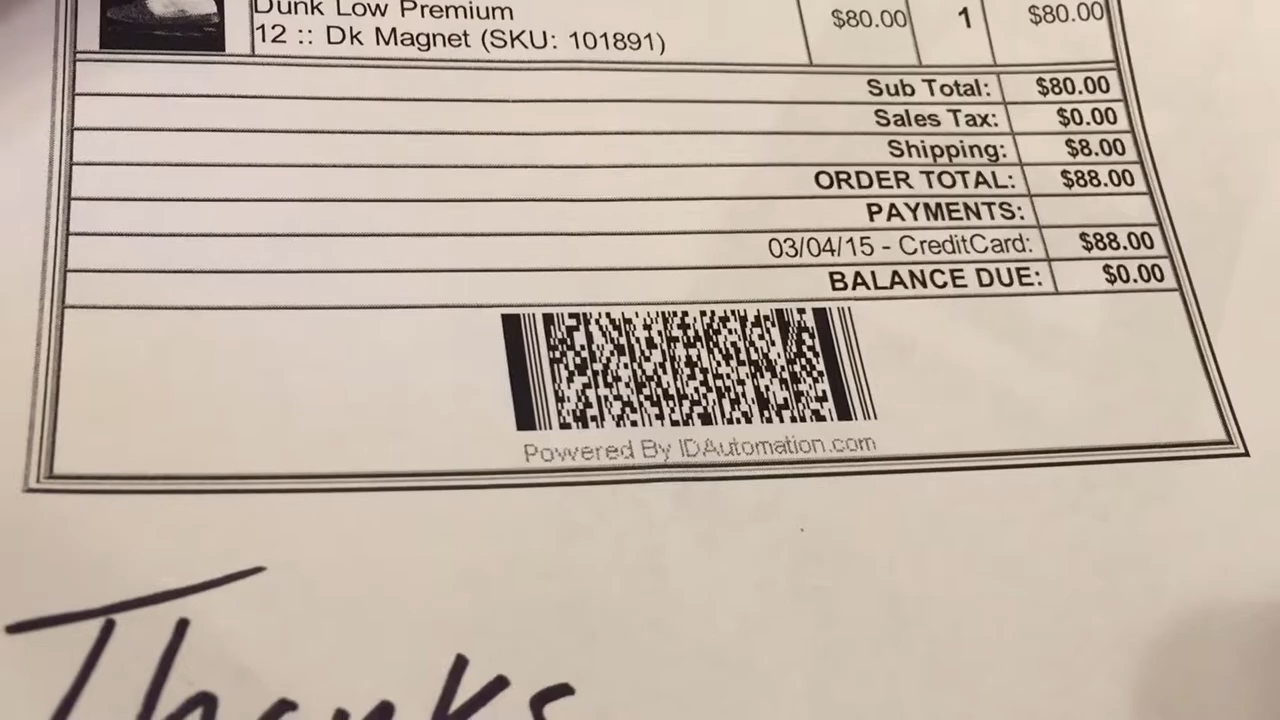 Dunk Low Premium
12 :: Dk Magnet (SKU: 101891)
$80.00 1 $80.00
Sub Total: $80.00
Sales Tax: $0.00
Shipping: $8.00
ORDER TOTAL: $88.00
PAYMENTS:
03/04/15 - CreditCard: $88.00
BALANCE DUE: $0.00
Powered By IDAutomation.com
Thanks